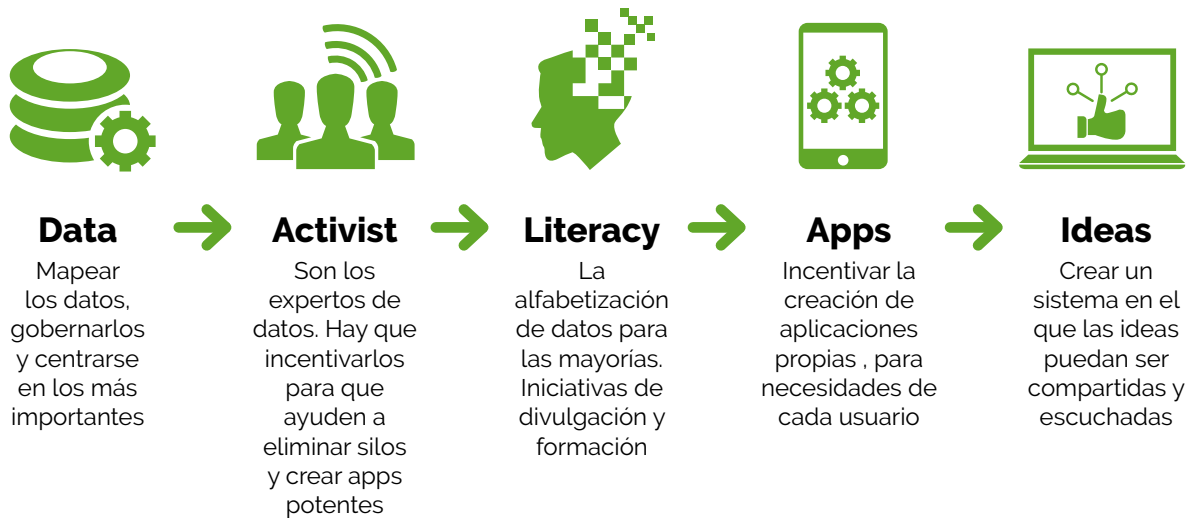 Data
Mapear
los datos,
gobernarlos
y centrarse
en los más
importantes
Activist
Son los
expertos de
datos. Hay que
incentivarlos
para que
ayuden a
eliminar silos
y crear apps
potentes
Literacy
La
alfabetización
de datos para
las mayorías.
Iniciativas de
divulgación y
formación
Apps
Incentivar la
creación de
aplicaciones
propias , para
necesidades de
cada usuario
Ideas
Crear un
sistema en el
que las ideas
puedan ser
compartidas y
escuchadas